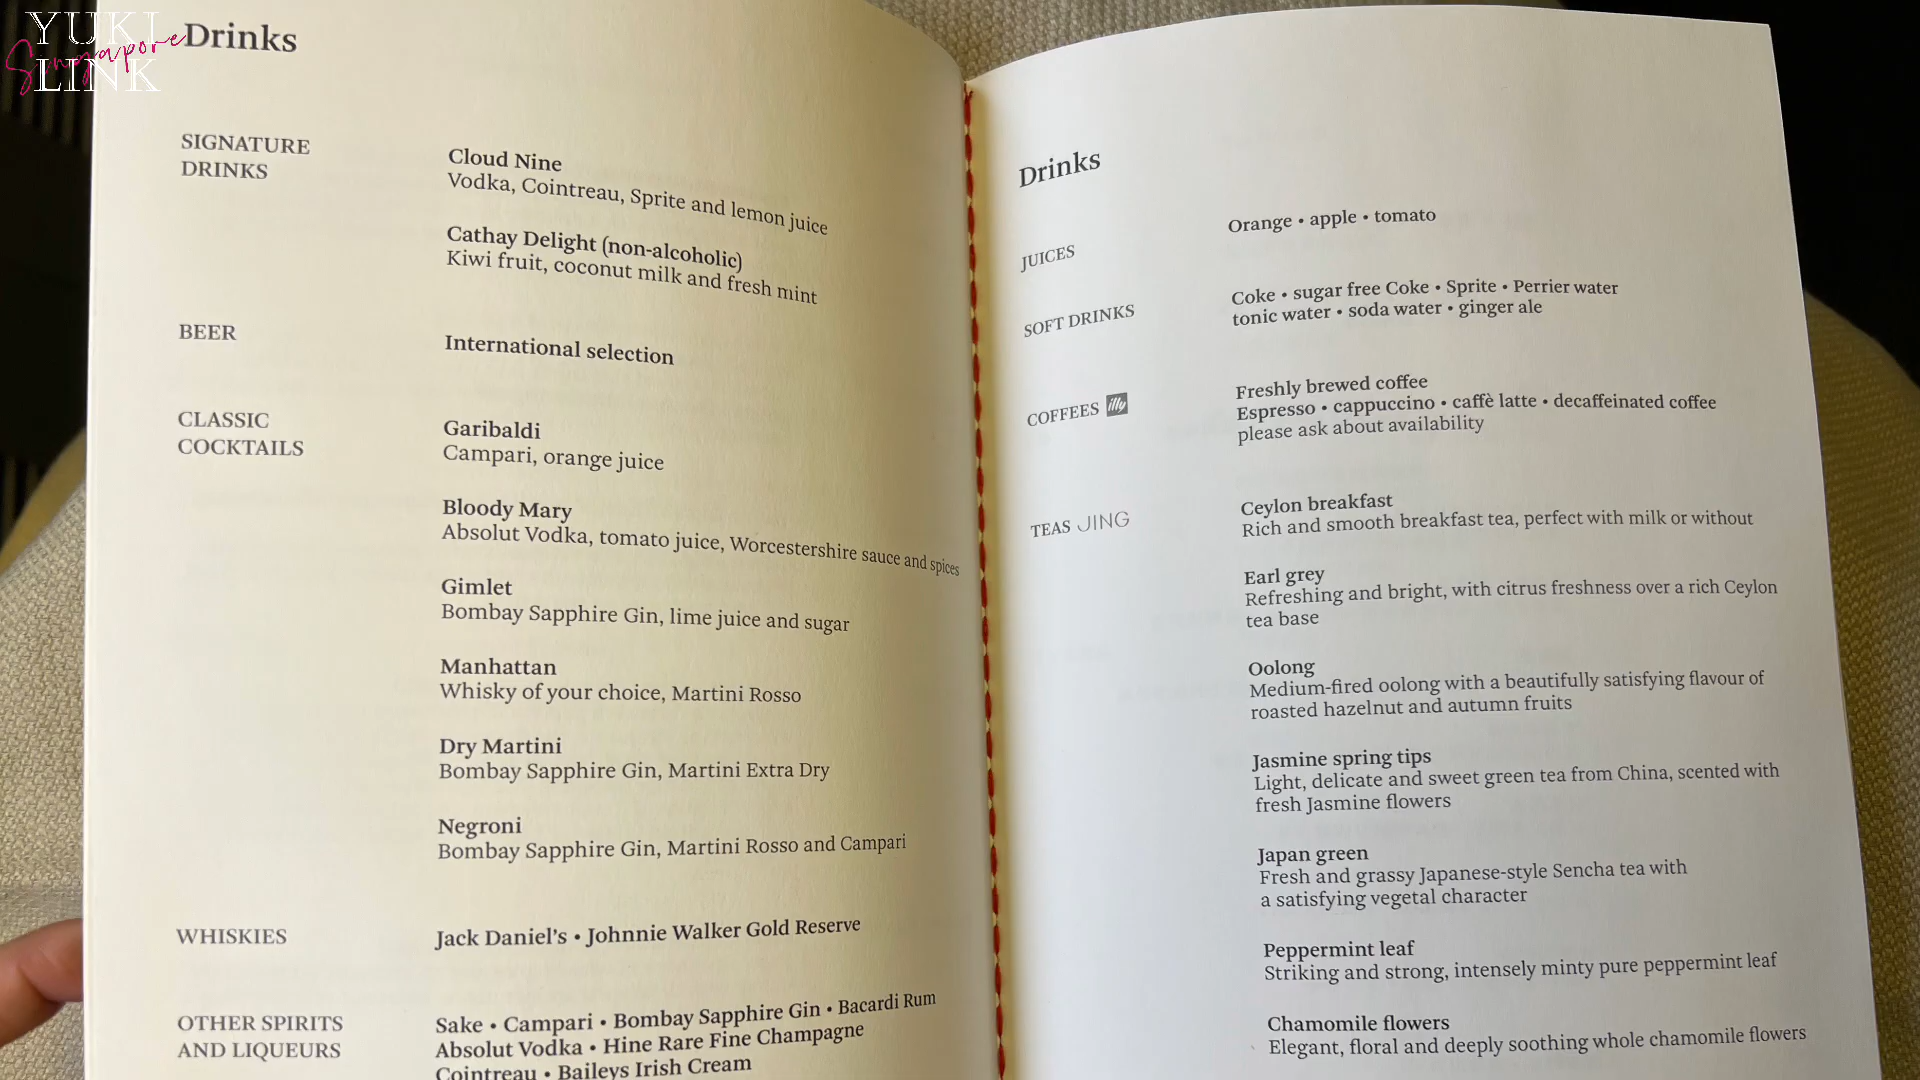 YUKI
Singapore
LINK
Drinks
SIGNATURE
DRINKS
Cloud Nine
Vodka, Cointreau, Sprite and lemon juice
Cathay Delight (non-alcoholic)
Kiwi fruit, coconut milk and fresh mint
BEER
International selection
CLASSIC
COCKTAILS
Garibaldi
Campari, orange juice
Bloody Mary
Absolut Vodka, tomato juice, Worcestershire sauce and spices
Gimlet
Bombay Sapphire Gin, lime juice and sugar
Manhattan
Whisky of your choice, Martini Rosso
Dry Martini
Bombay Sapphire Gin, Martini Extra Dry
Negroni
Bombay Sapphire Gin, Martini Rosso and Campari
WHISKIES
Jack Daniel's • Johnnie Walker Gold Reserve
OTHER SPIRITS
AND LIQUEURS
Sake • Campari • Bombay Sapphire Gin • Bacardi Rum
Absolut Vodka • Hine Rare Fine Champagne
Cointreau • Baileys Irish Cream
Drinks
JUICES
Orange • apple • tomato
SOFT DRINKS
Coke • sugar free Coke • Sprite • Perrier water
tonic water • soda water • ginger ale
COFFEES illy
Freshly brewed coffee
Espresso • cappuccino • caffè latte • decaffeinated coffee
please ask about availability
TEAS JING
Ceylon breakfast
Rich and smooth breakfast tea, perfect with milk or without
Earl grey
Refreshing and bright, with citrus freshness over a rich Ceylon
tea base
Oolong
Medium-fired oolong with a beautifully satisfying flavour of
roasted hazelnut and autumn fruits
Jasmine spring tips
Light, delicate and sweet green tea from China, scented with
fresh Jasmine flowers
Japan green
Fresh and grassy Japanese-style Sencha tea with
a satisfying vegetal character
Peppermint leaf
Striking and strong, intensely minty pure peppermint leaf
Chamomile flowers
Elegant, floral and deeply soothing whole chamomile flowers